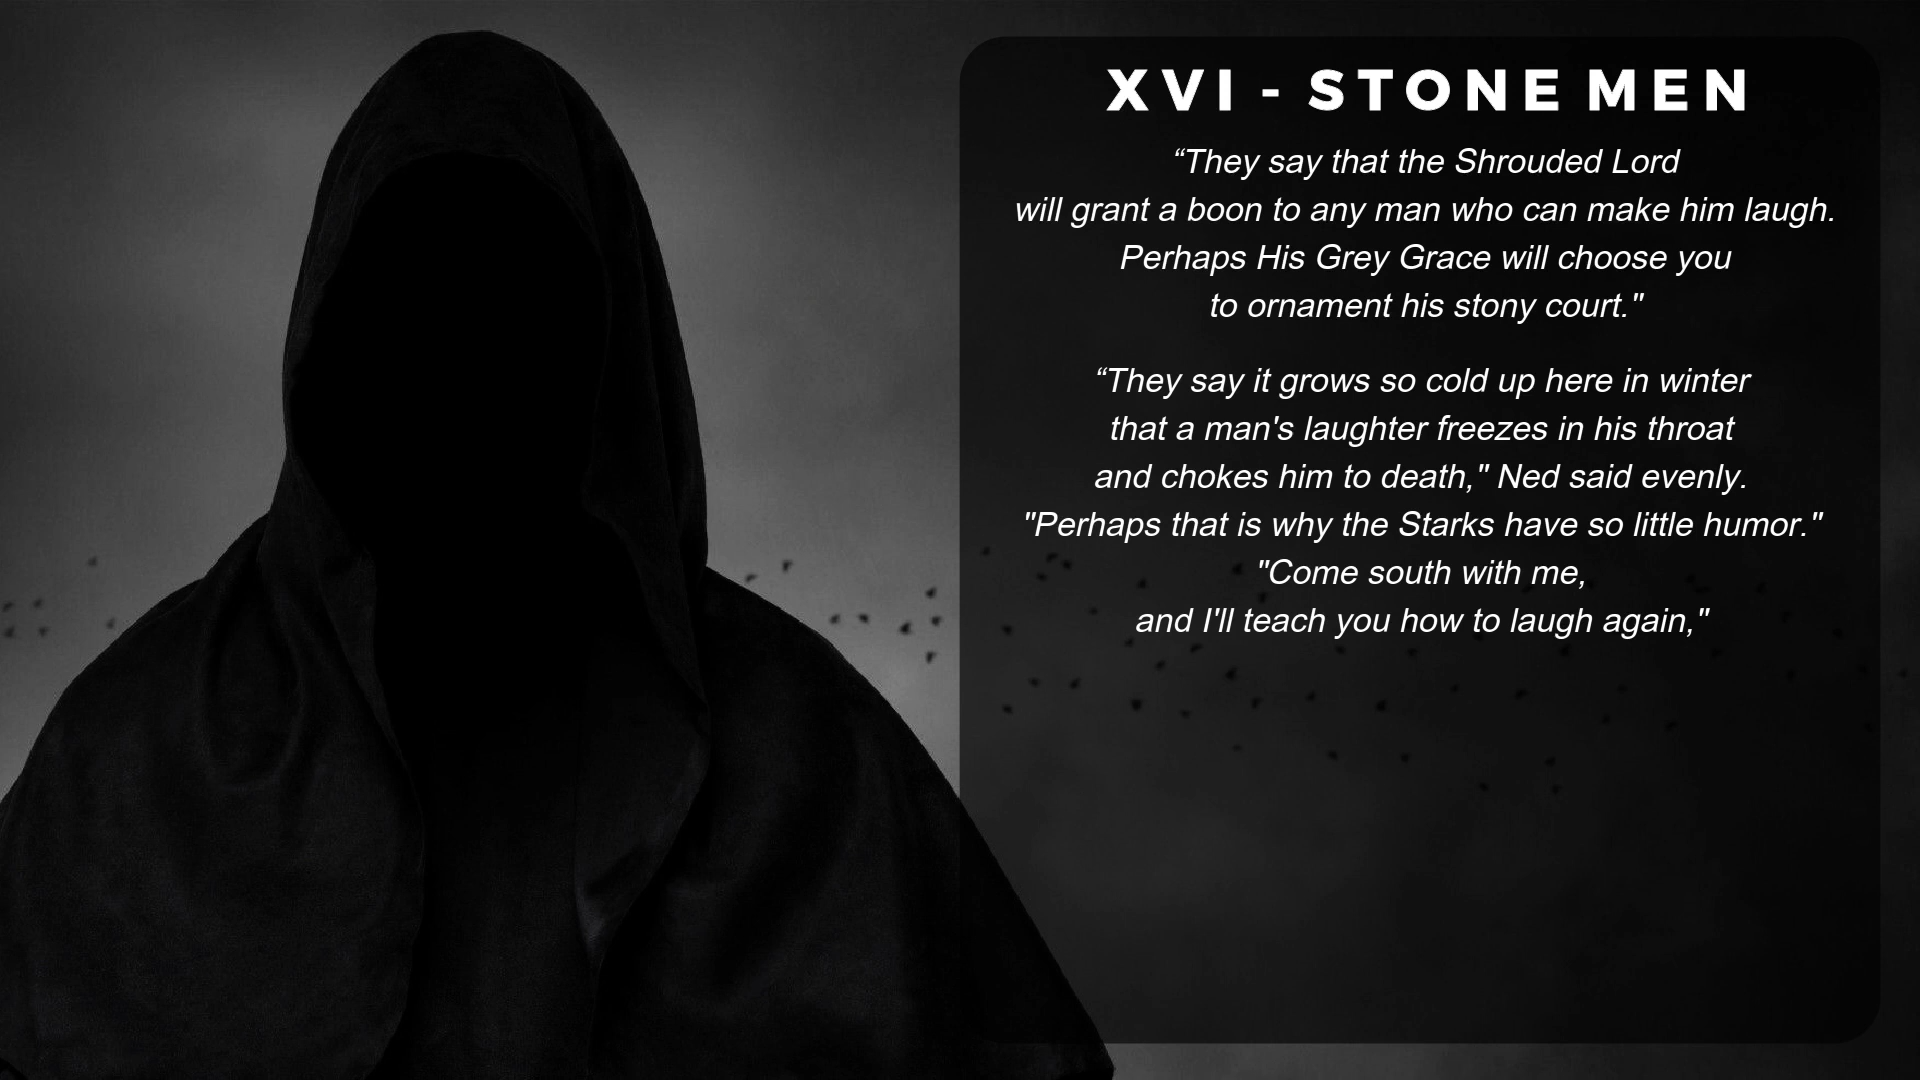 XVI - STONE MEN
“They say that the Shrouded Lord
will grant a boon to any man who can make him laugh.
Perhaps His Grey Grace will choose you
to ornament his stony court."
“They say it grows so cold up here in winter
that a man's laughter freezes in his throat
and chokes him to death," Ned said evenly.
"Perhaps that is why the Starks have so little humor."
"Come south with me,
and I'll teach you how to laugh again,"